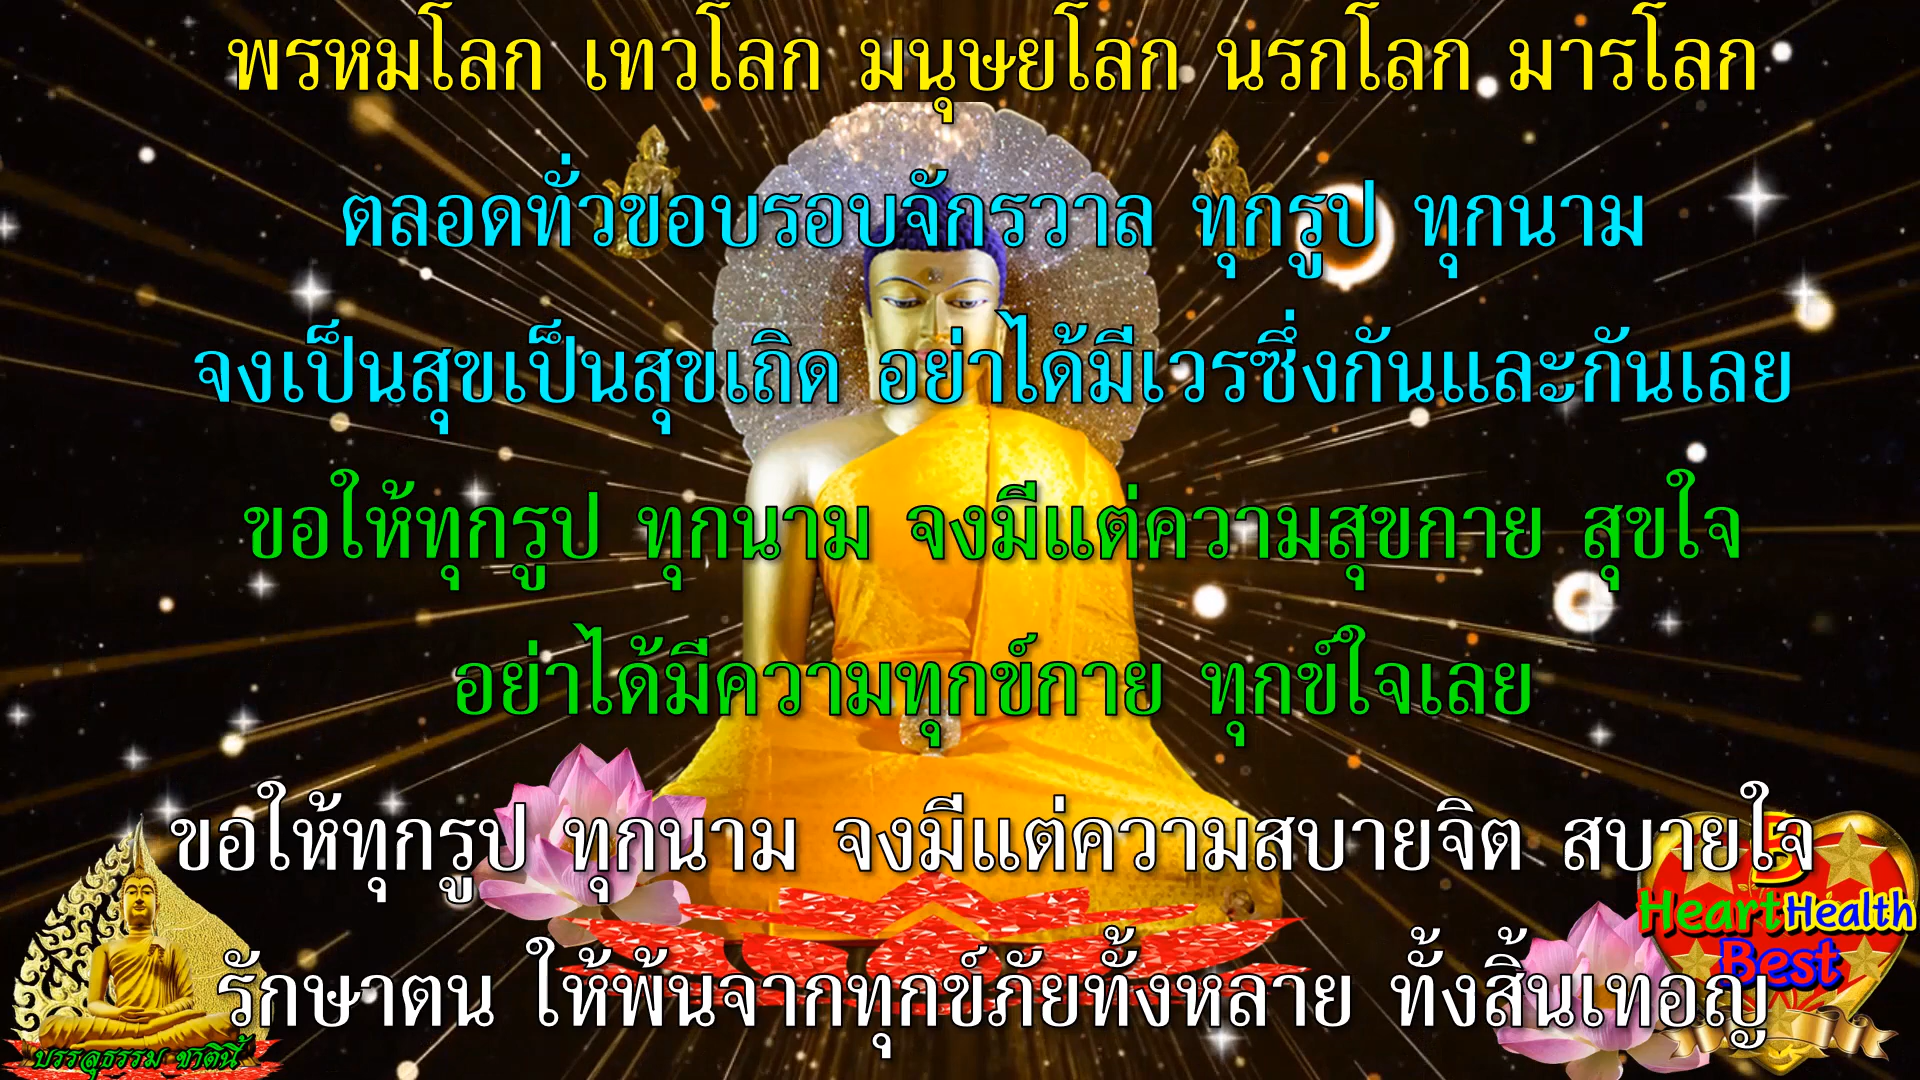 พรหมโลก เทวโลก มนุษยโลก นรกโลก มารโลก
ตลอดทั่วขอบรอบจักรวาล ทุกรูป ทุกนาม
จงเป็นสุขเป็นสุขเถิด อย่าได้มีเวรซึ่งกันและกันเลย
ขอให้ทุกรูป ทุกนาม จงมีแต่ความสุขกาย สุขใจ
อย่าได้มีความทุกข์กาย ทุกข์ใจเลย
ขอให้ทุกรูป ทุกนาม จงมีแต่ความสบายจิต สบายใจ
รักษาตน ให้พ้นจากทุกข์ภัยทั้งหลาย ทั้งสิ้นเทอญ
บรรลุธรรม ชาตินี้
3
Heart Health
Best